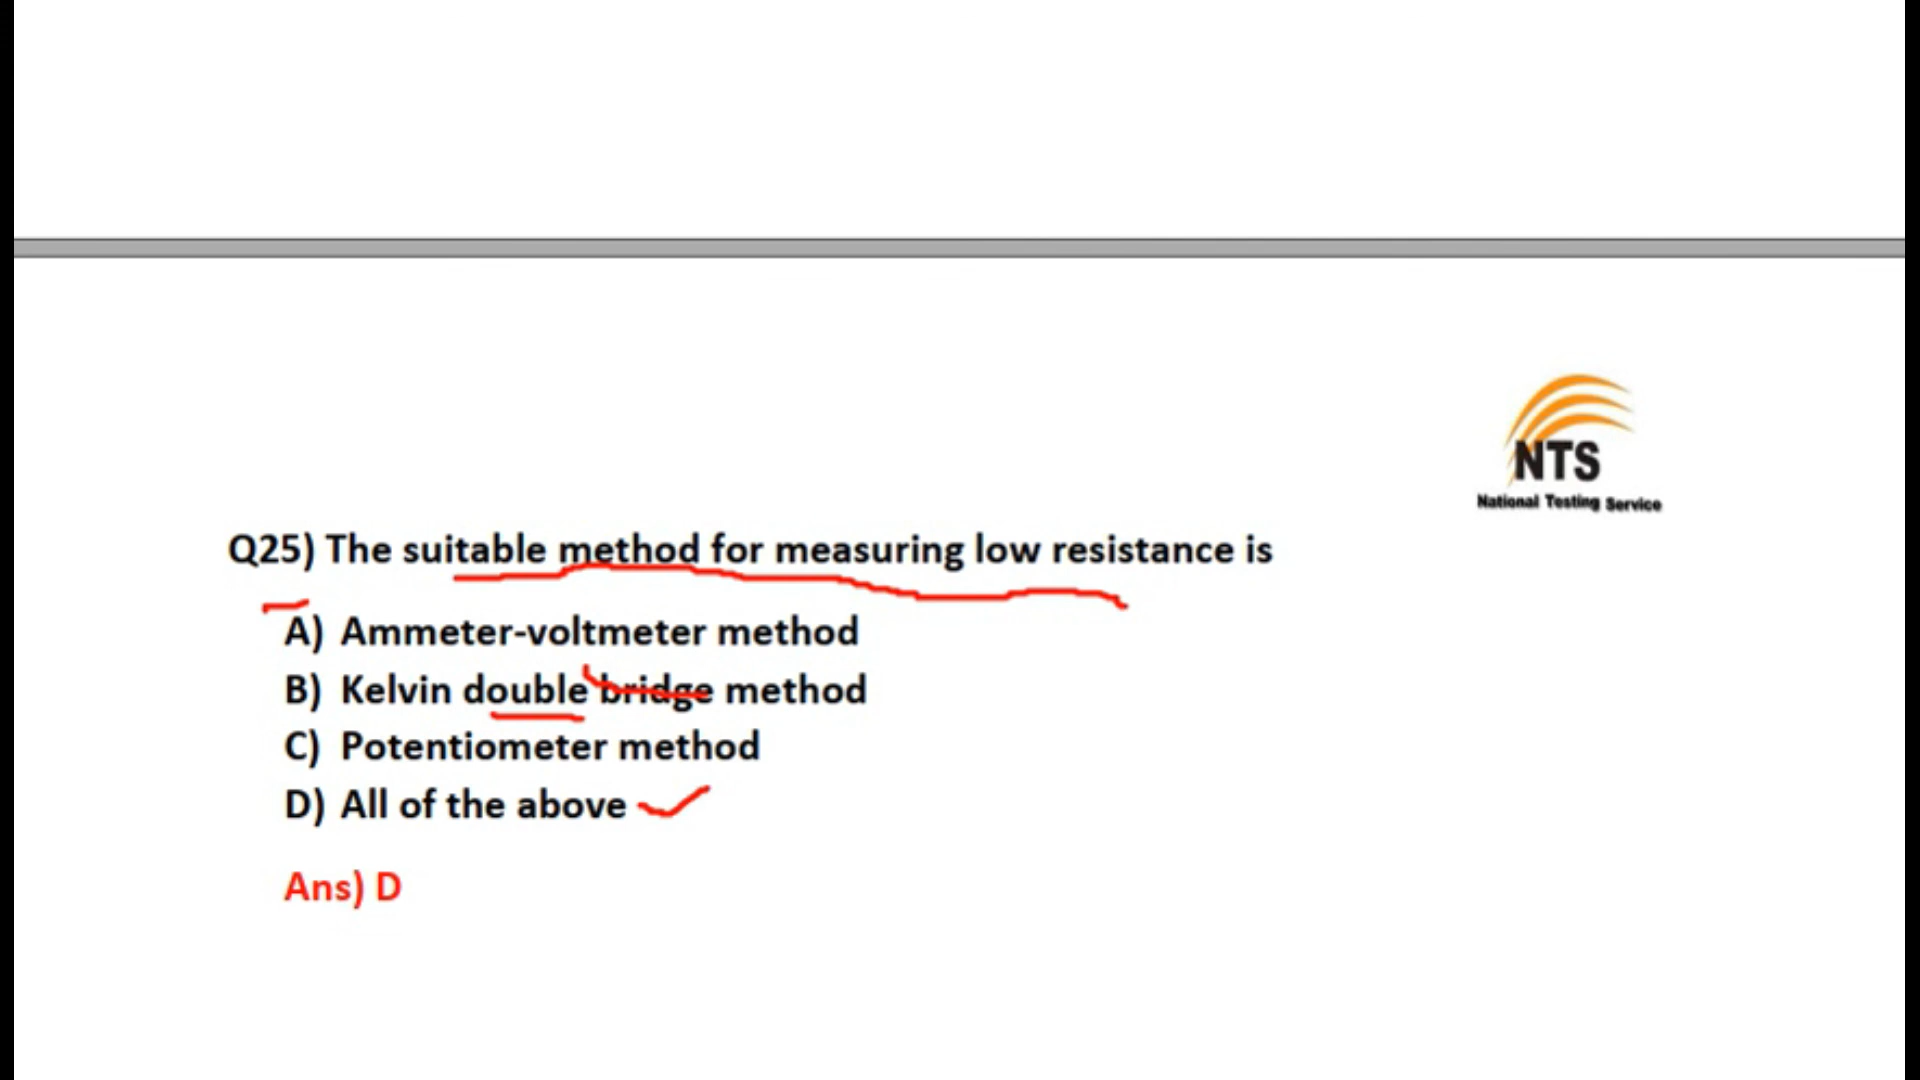 NTS
National Testing Service
Q25) The suitable method for measuring low resistance is
A) Ammeter-voltmeter method
B) Kelvin double bridge method
C) Potentiometer method
D) All of the above
Ans) D